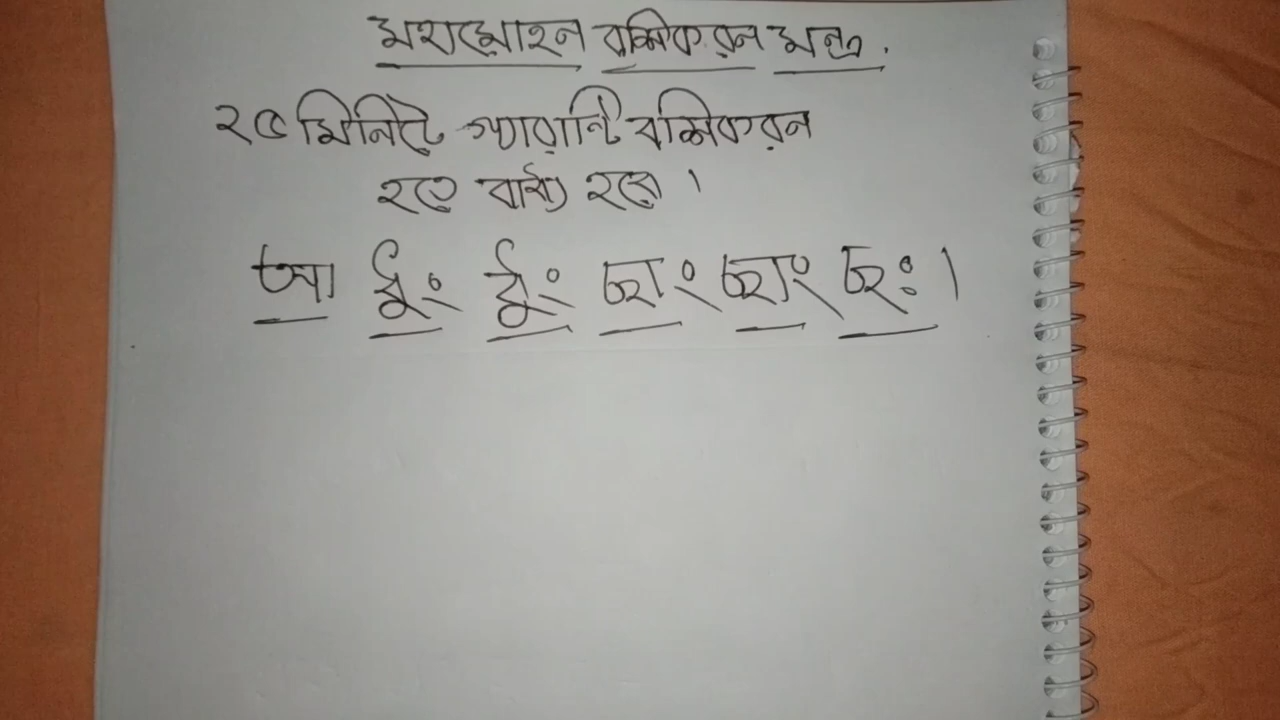 মহামোহন বশিকরন মন্ত্র.
২৫ মিনিটে গ্যারান্টি বশিকরন
হতে বাধ্য হবে।
আ ধুং ধুং